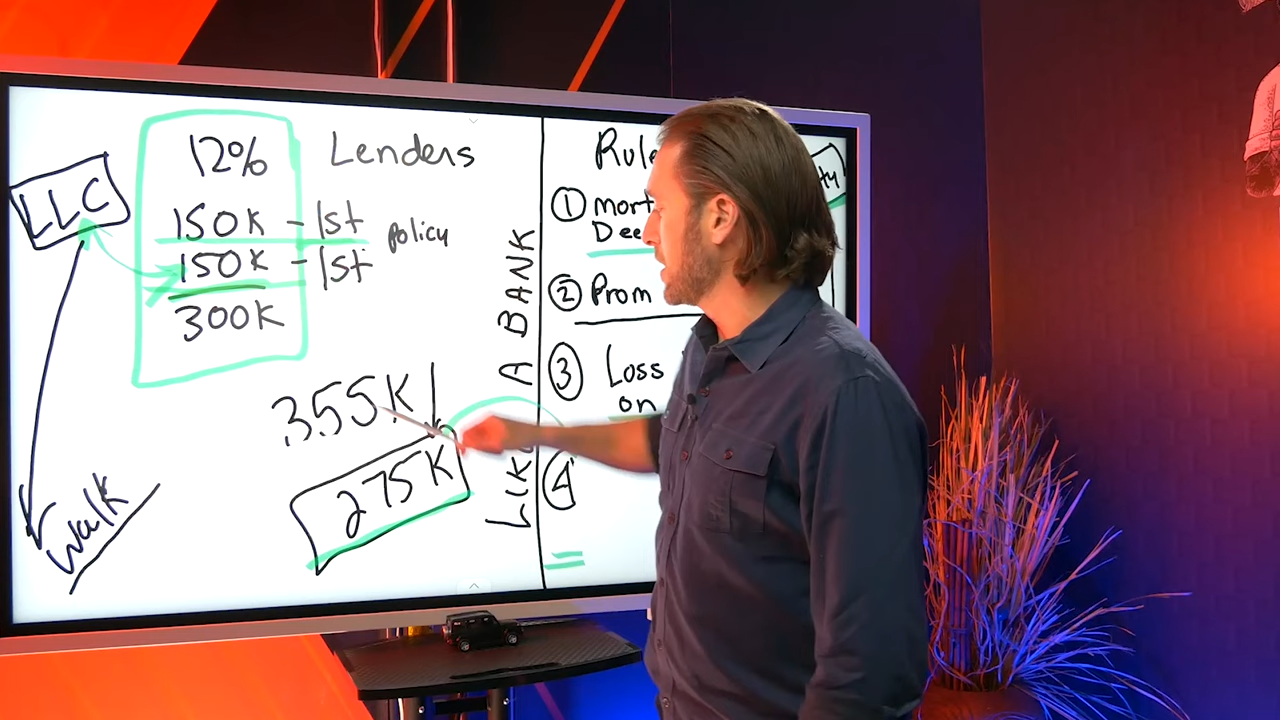 LLC
12% Lenders
150K - 1st
policy
150K - 1st
300K
355K
275K
Walk
LIKE A BANK
Rule
① mort
Dee
② Prom
③ Loss
on
④